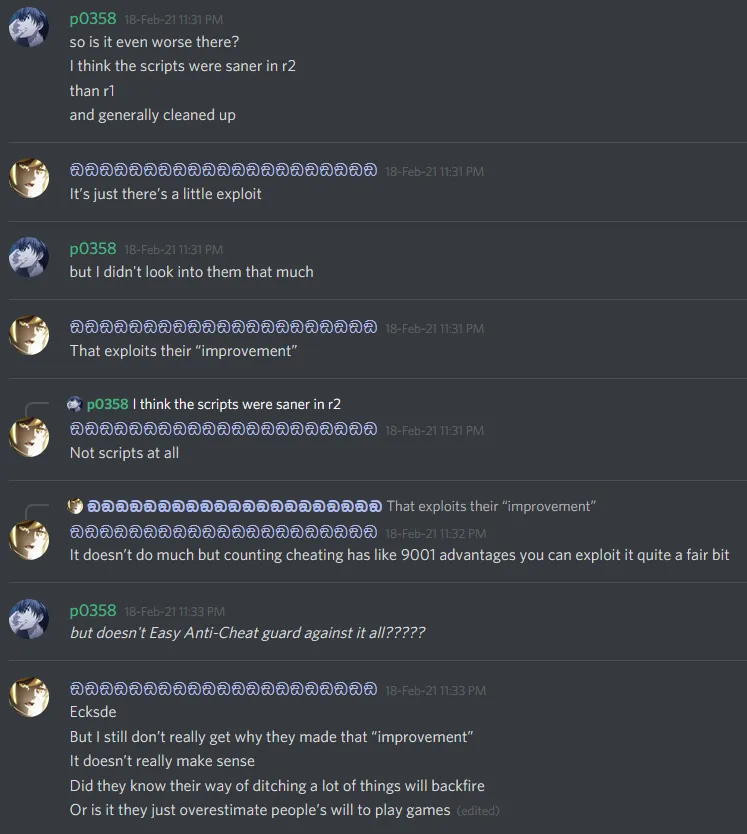 p0358 18-Feb-21 11:31 PM
so is it even worse there?
I think the scripts were saner in r2
than r1
and generally cleaned up
ඞඞඞඞඞඞඞඞඞඞඞඞඞඞඞඞඞඞඞඞඞ 18-Feb-21 11:31 PM
It's just there's a little exploit
p0358 18-Feb-21 11:31 PM
but I didn't look into them that much
ඞඞඞඞඞඞඞඞඞඞඞඞඞඞඞඞඞඞඞඞඞ 18-Feb-21 11:31 PM
That exploits their “improvement”
p0358 I think the scripts were saner in r2
ඞඞඞඞඞඞඞඞඞඞඞඞඞඞඞඞඞඞඞඞඞ 18-Feb-21 11:31 PM
Not scripts at all
ඞඞඞඞඞඞඞඞඞඞඞඞඞඞඞඞඞඞඞඞඞ That exploits their “improvement”
ඞඞඞඞඞඞඞඞඞඞඞඞඞඞඞඞඞඞඞඞඞ 18-Feb-21 11:32 PM
It doesn't do much but counting cheating has like 9001 advantages you can exploit it quite a fair bit
p0358 18-Feb-21 11:33 PM
but doesn't Easy Anti-Cheat guard against it all?????
ඞඞඞඞඞඞඞඞඞඞඞඞඞඞඞඞඞඞඞඞඞ 18-Feb-21 11:33 PM
Ecksde
But I still don't really get why they made that “improvement”
It doesn't really make sense
Did they know their way of ditching a lot of things will backfire
Or is it they just overestimate people's will to play games (edited)